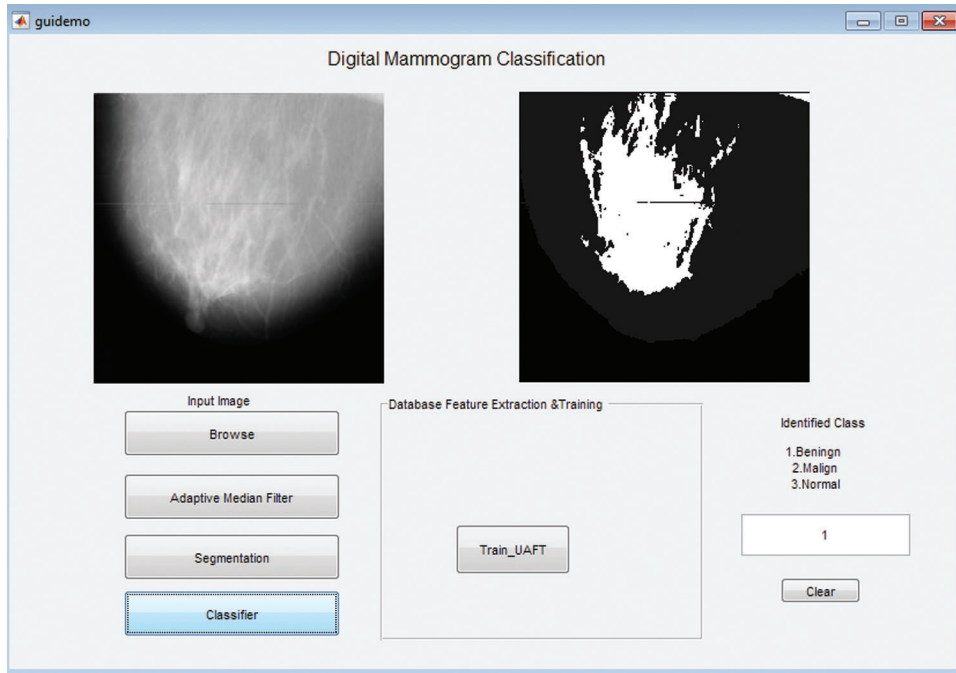 guidemo
Digital Mammogram Classification
Input Image
Browse
Adaptive Median Filter
Segmentation
Classifier
Database Feature Extraction &Training
Train_UAFT
Identified Class
1.Beningn
2.Malign
3.Normal
1
Clear